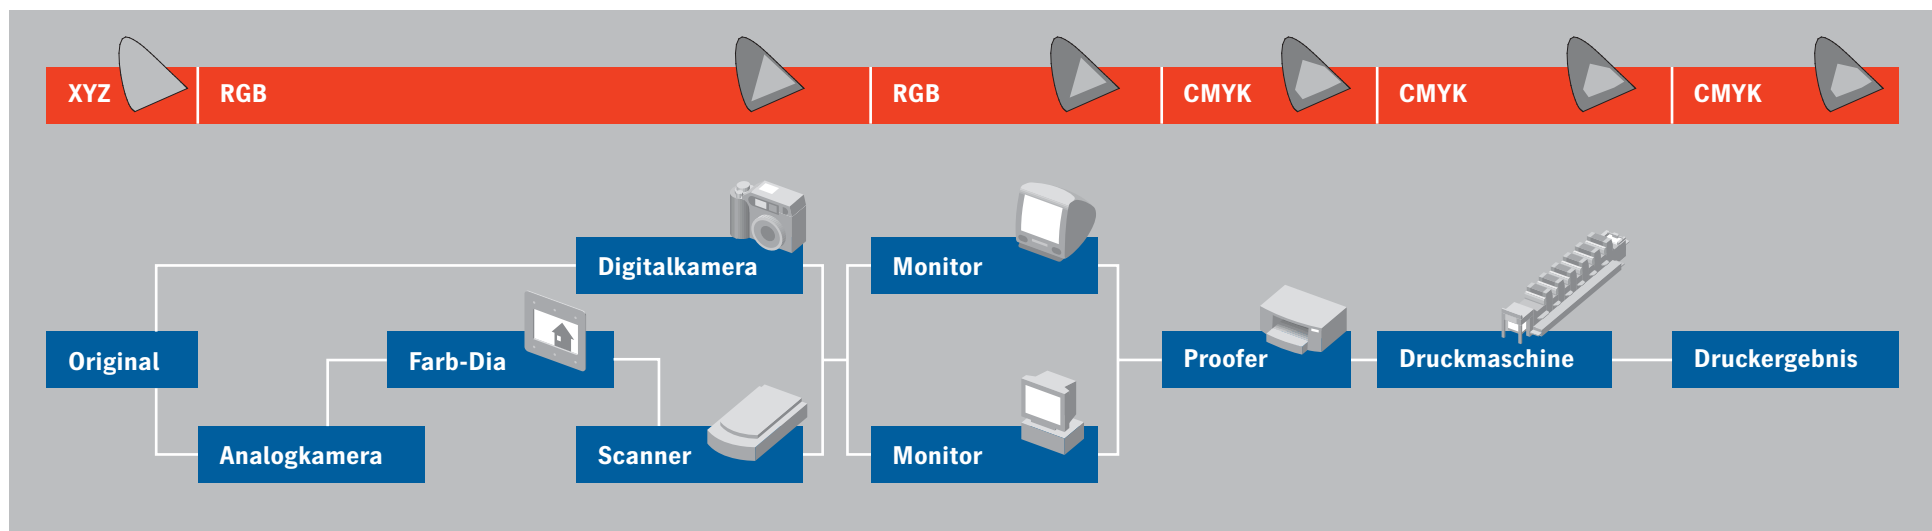 XYZ
RGB
RGB
CMYK
CMYK
CMYK
Digitalkamera
Monitor
Original
Farb-Dia
Proofer
Druckmaschine
Druckergebnis
Analogkamera
Scanner
Monitor